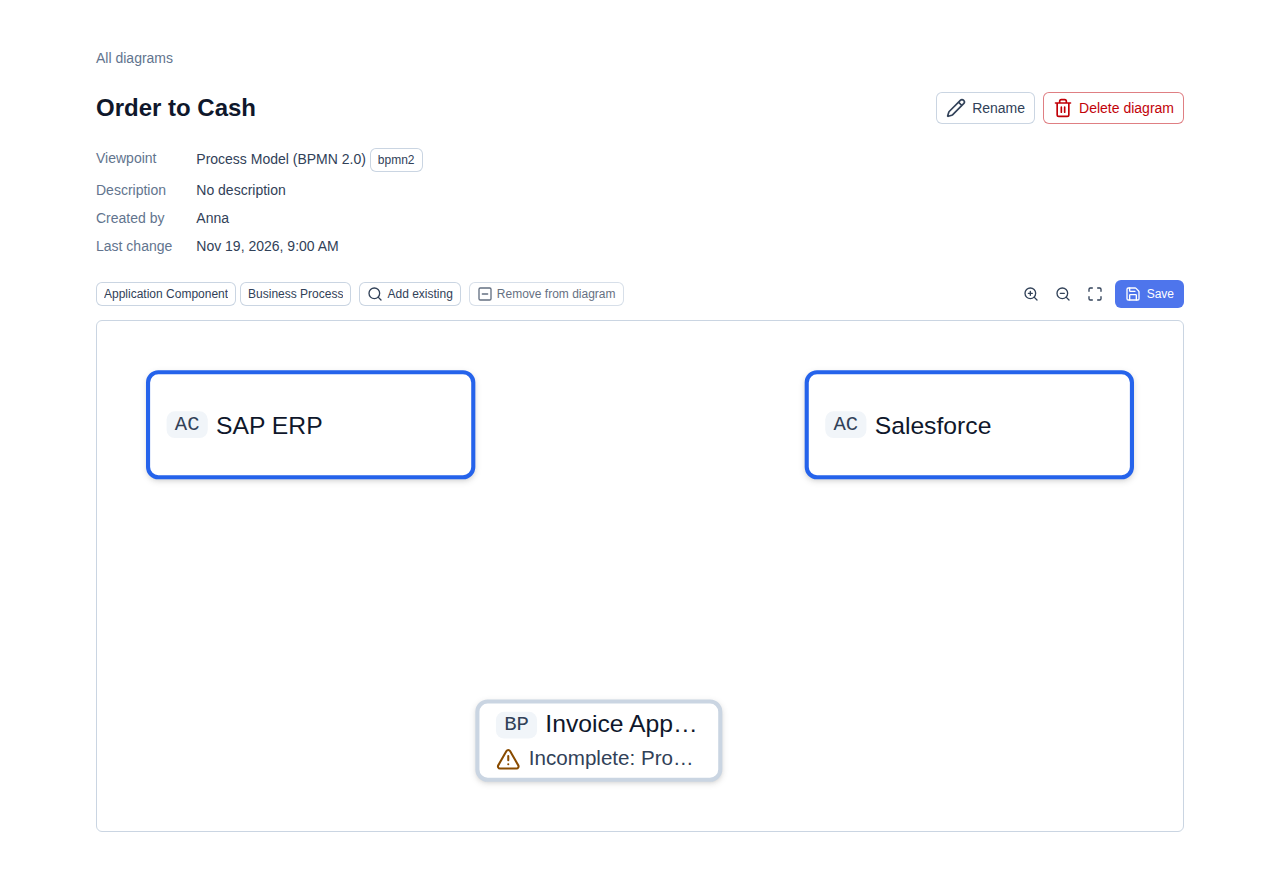 All diagrams
Order to Cash
Rename
Delete diagram
Viewpoint Process Model (BPMN 2.0) bpmn2
Description No description
Created by Anna
Last change Nov 19, 2026, 9:00 AM
Application Component Business Process Add existing Remove from diagram Save
AC SAP ERP
AC Salesforce
BP Invoice App…
Incomplete: Pro…